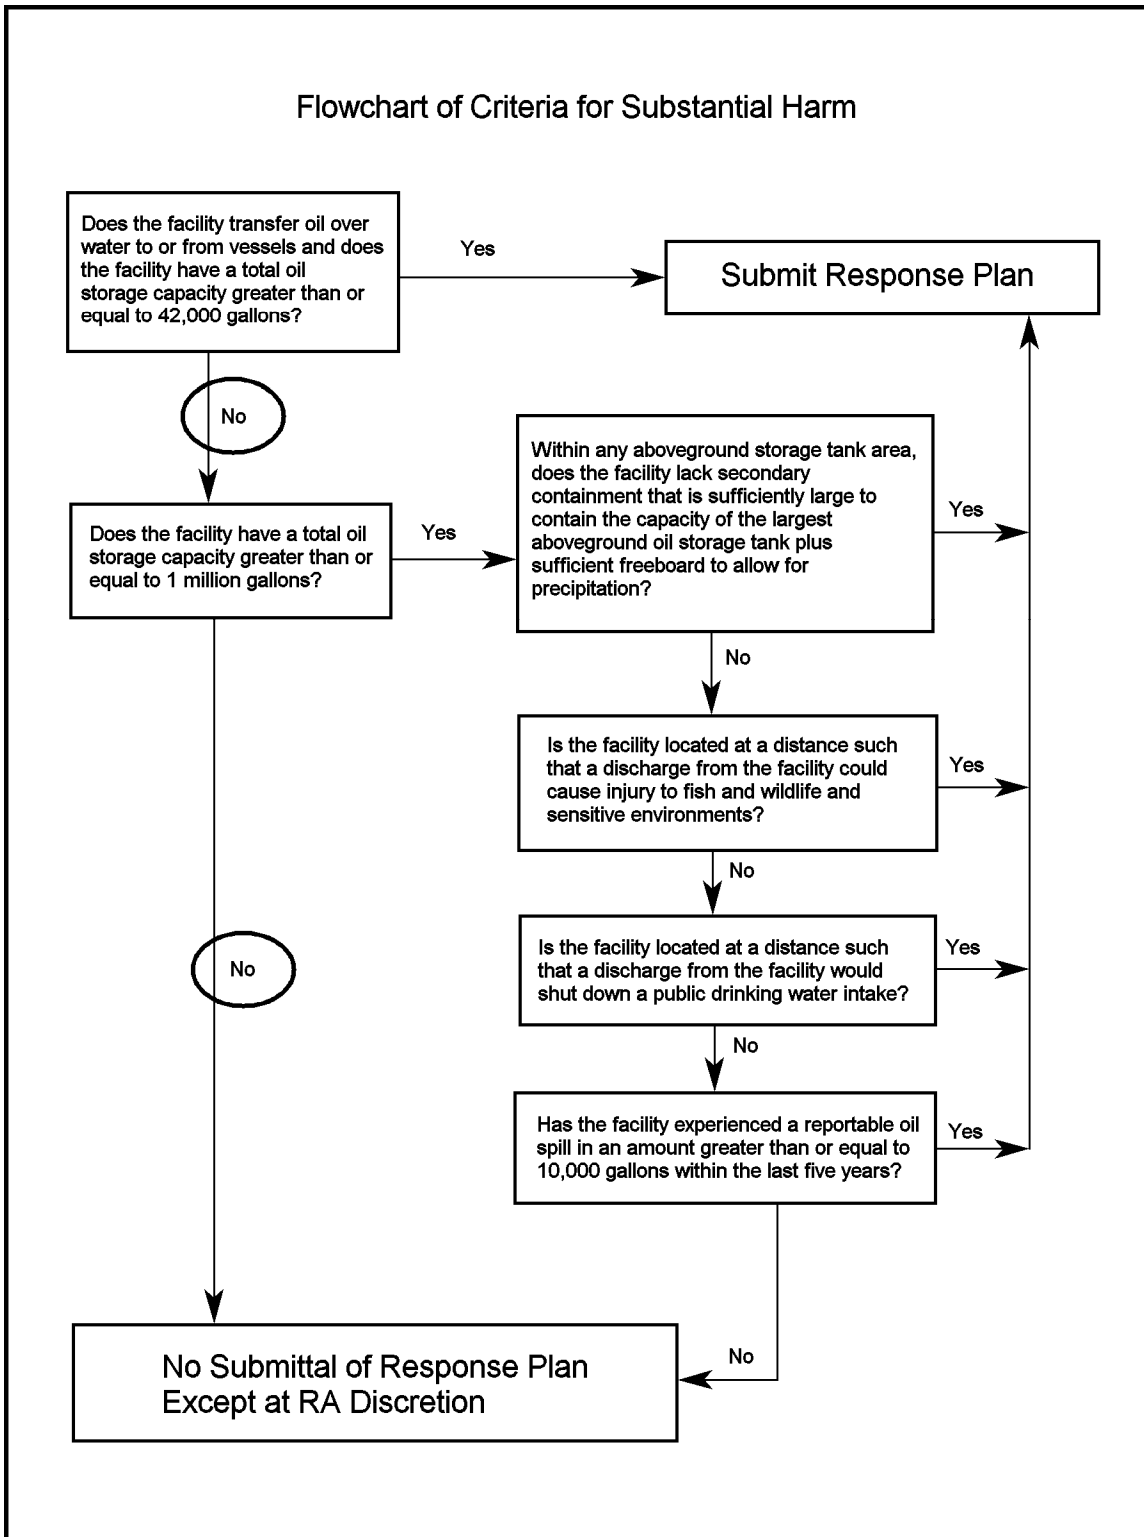 Flowchart of Criteria for Substantial Harm
Does the facility transfer oil over
water to or from vessels and does
the facility have a total oil
storage capacity greater than or
equal to 42,000 gallons?
Yes
Submit Response Plan
No
Does the facility have a total oil
storage capacity greater than or
equal to 1 million gallons?
Yes
Within any aboveground storage tank area,
does the facility lack secondary
containment that is sufficiently large to
contain the capacity of the largest
aboveground oil storage tank plus
sufficient freeboard to allow for
precipitation?
Yes
No
Is the facility located at a distance such
that a discharge from the facility could
cause injury to fish and wildlife and
sensitive environments?
Yes
No
Is the facility located at a distance such
that a discharge from the facility would
shut down a public drinking water intake?
Yes
No
No
Has the facility experienced a reportable oil
spill in an amount greater than or equal to
10,000 gallons within the last five years?
Yes
No
No Submittal of Response Plan
Except at RA Discretion